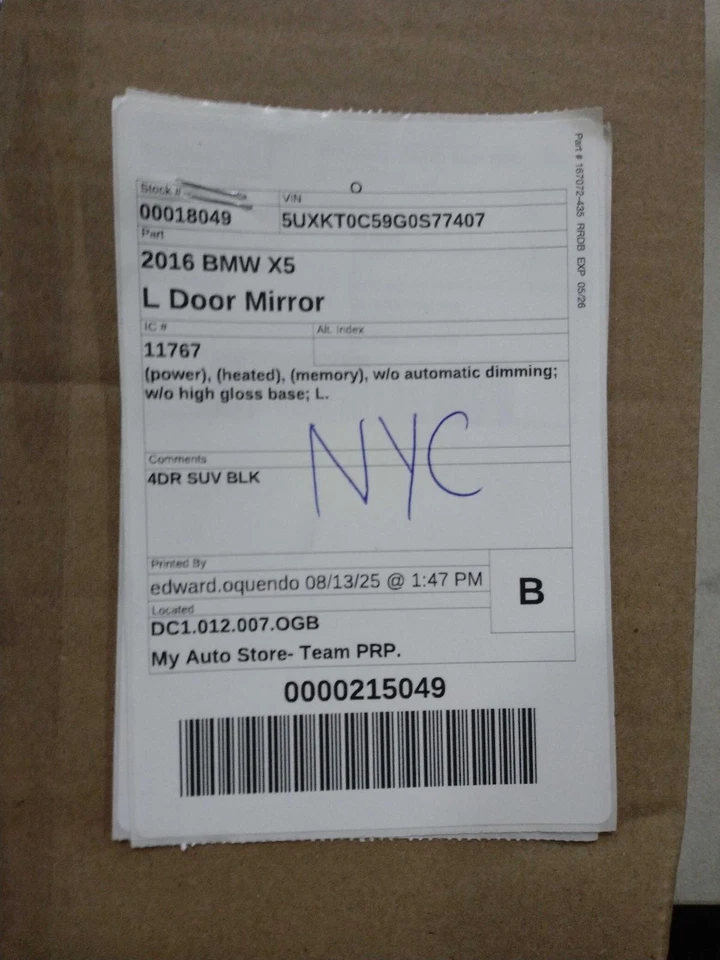 Stock #
VIN
00018049
5UXKT0C59G0S77407
Part
2016 BMW X5
L Door Mirror
IC #
Alt. Index
11767
(power), (heated), (memory), w/o automatic dimming;
w/o high gloss base; L.
NYC
Comments
4DR SUV BLK
Printed By
edward.oquendo 08/13/25 @ 1:47 PM
B
Located
DC1.012.007.OGB
My Auto Store- Team PRP.
0000215049
Part # 167072-435 RRDB EXP 05/26